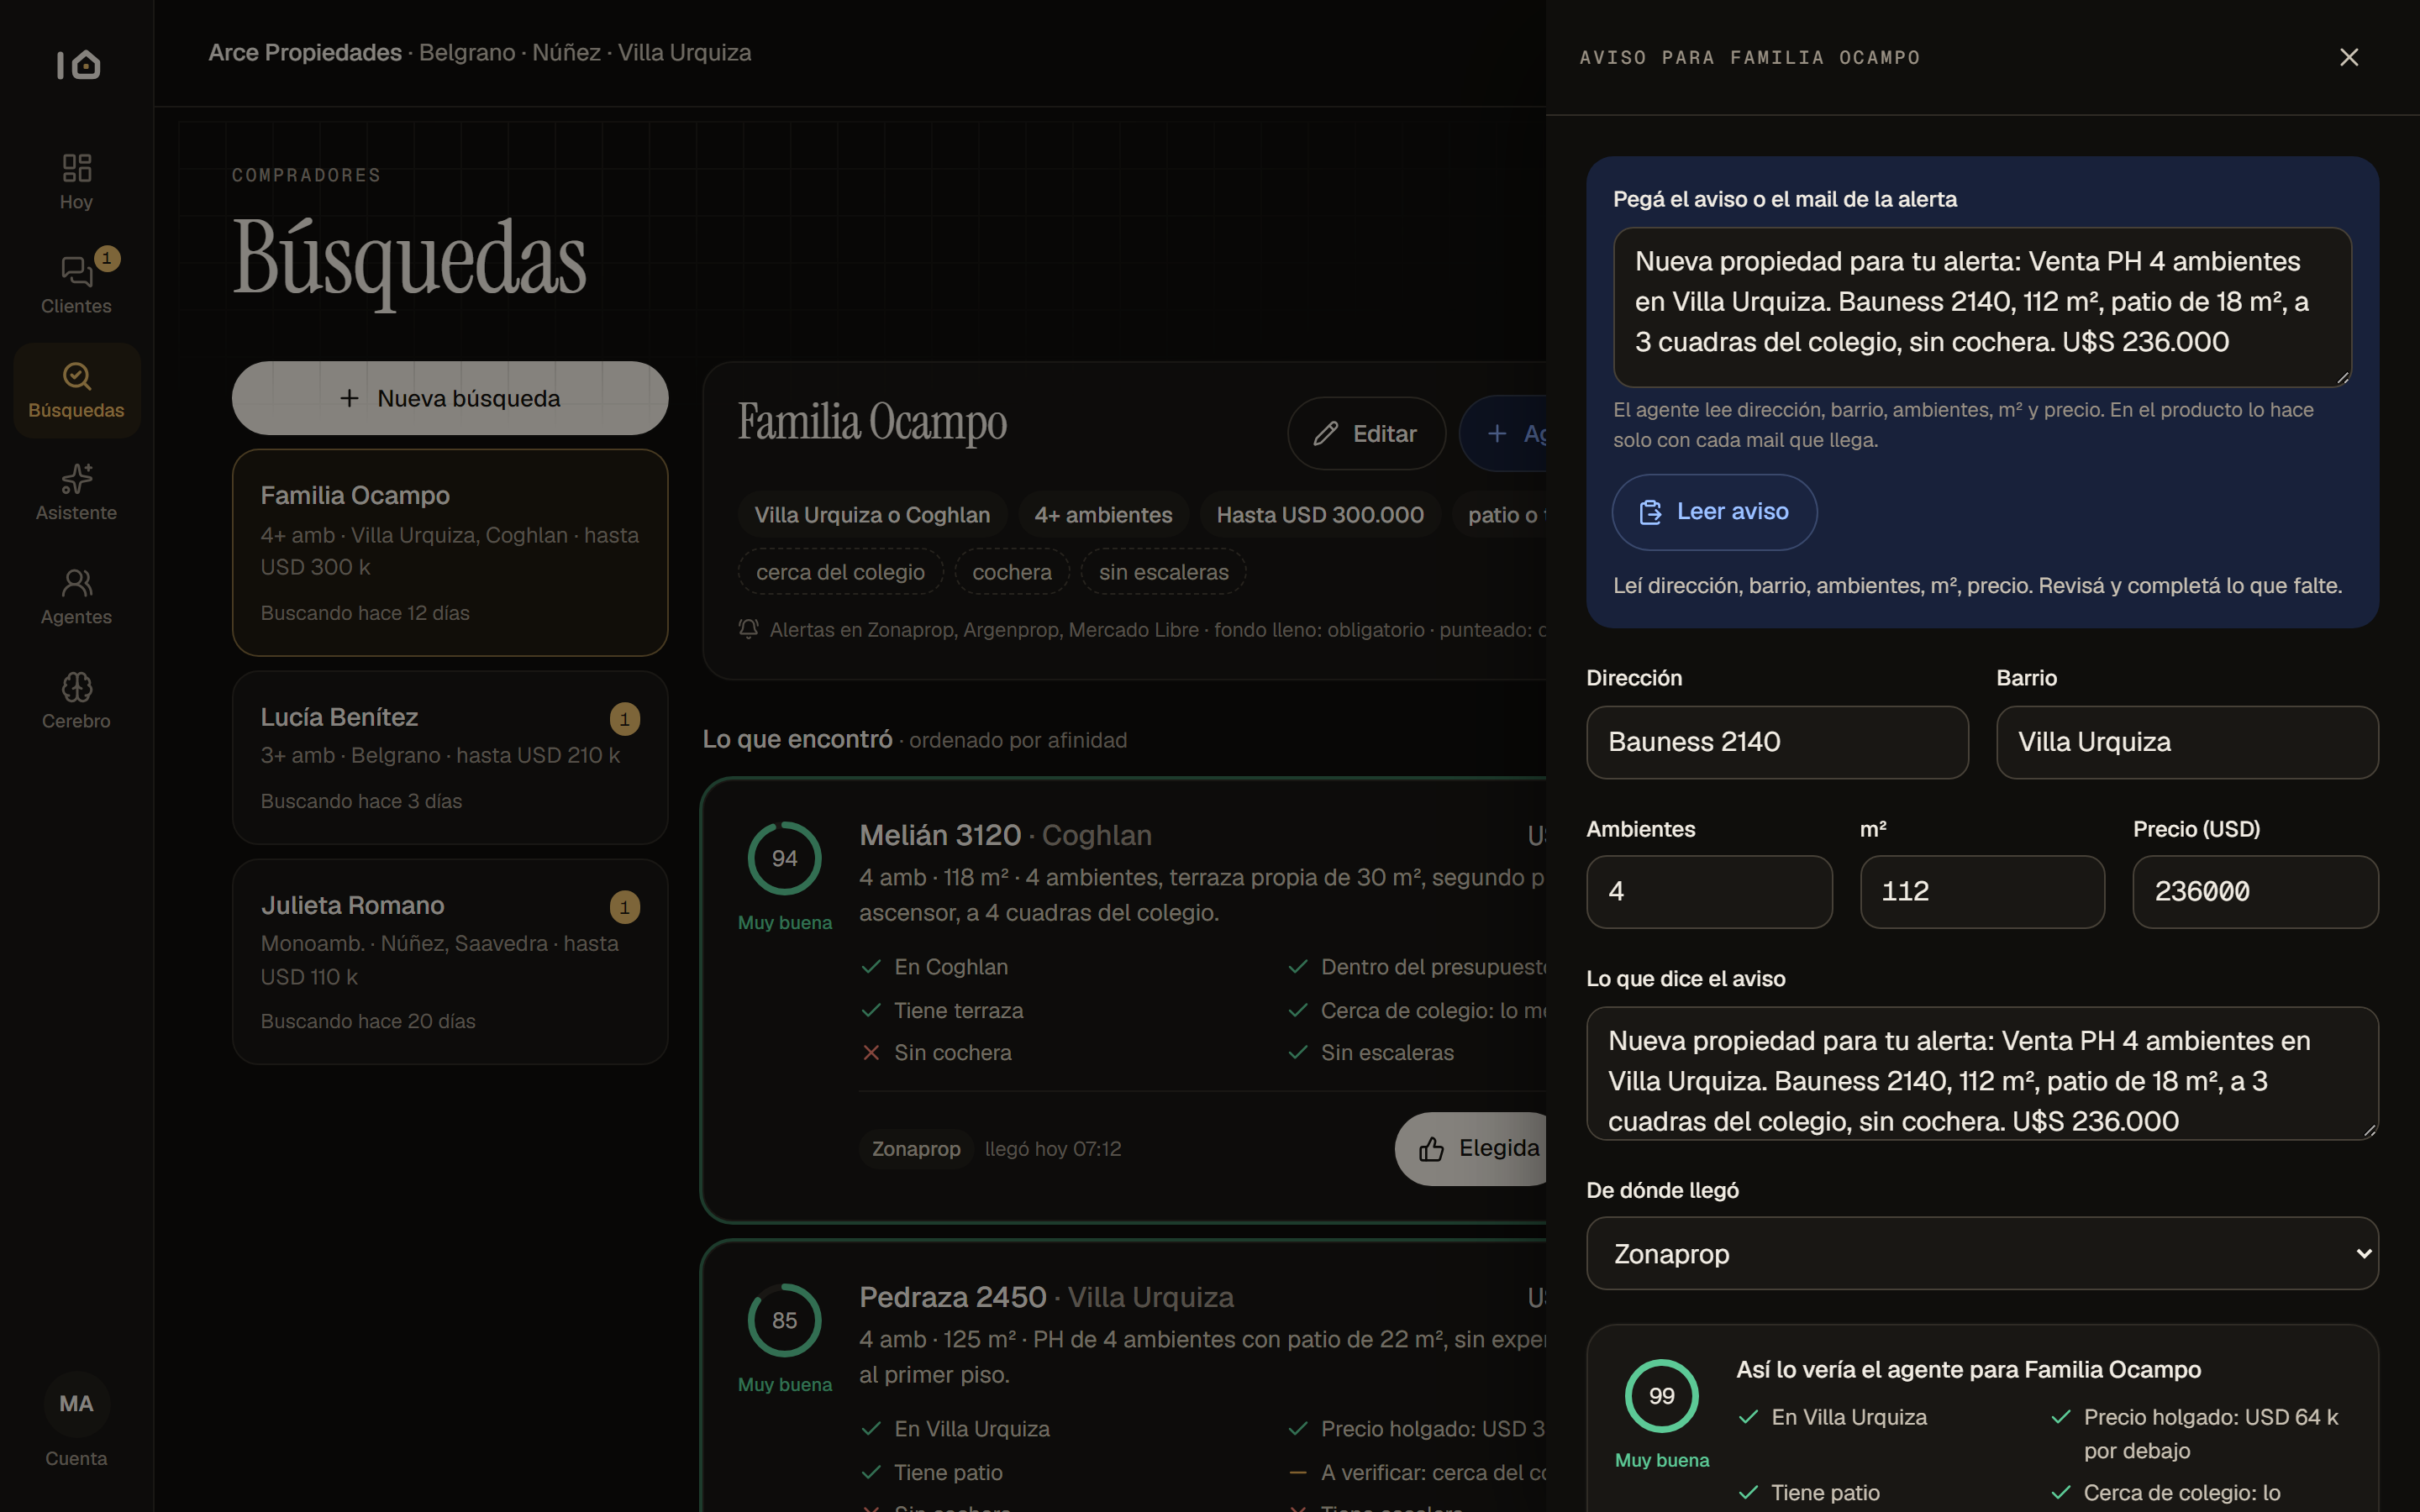 Arce Propiedades · Belgrano · Núñez · Villa Urquiza
Hoy
1
Clientes
Búsquedas
Asistente
Agentes
Cerebro
MA
Cuenta
COMPRADORES
Búsquedas
+ Nueva búsqueda
Familia Ocampo
4+ amb · Villa Urquiza, Coghlan · hasta
USD 300 k
Buscando hace 12 días
Lucía Benítez
1
3+ amb · Belgrano · hasta USD 210 k
Buscando hace 3 días
Julieta Romano
1
Monoamb. · Núñez, Saavedra · hasta
USD 110 k
Buscando hace 20 días
Familia Ocampo
Editar
+
Villa Urquiza o Coghlan
4+ ambientes
Hasta USD 300.000
patio o
cerca del colegio
cochera
sin escaleras
Alertas en Zonaprop, Argenprop, Mercado Libre · fondo lleno: obligatorio · punteado:
Lo que encontró · ordenado por afinidad
94
Muy buena
Melián 3120 · Coghlan
4 amb · 118 m² · 4 ambientes, terraza propia de 30 m², segundo
ascensor, a 4 cuadras del colegio.
En Coghlan
Dentro del presupuesto
Tiene terraza
Cerca de colegio: lo
Sin cochera
Sin escaleras
Zonaprop
llegó hoy 07:12
Elegida
85
Muy buena
Pedraza 2450 · Villa Urquiza
4 amb · 125 m² · PH de 4 ambientes con patio de 22 m², sin
al primer piso.
En Villa Urquiza
Precio holgado: USD
Tiene patio
A verificar: cerca del
Sin cochera
Tiene escalera
AVISO PARA FAMILIA OCAMPO
Pegá el aviso o el mail de la alerta
Nueva propiedad para tu alerta: Venta PH 4 ambientes
en Villa Urquiza. Bauness 2140, 112 m², patio de 18 m², a
3 cuadras del colegio, sin cochera. U$S 236.000
El agente lee dirección, barrio, ambientes, m² y precio. En el producto lo hace
solo con cada mail que llega.
Leer aviso
Leí dirección, barrio, ambientes, m², precio. Revisá y completá lo que falte.
Dirección
Barrio
Bauness 2140
Villa Urquiza
Ambientes
m²
Precio (USD)
4
112
236000
Lo que dice el aviso
Nueva propiedad para tu alerta: Venta PH 4 ambientes en
Villa Urquiza. Bauness 2140, 112 m², patio de 18 m², a 3
cuadras del colegio, sin cochera. U$S 236.000
De dónde llegó
Zonaprop
99
Muy buena
Así lo vería el agente para Familia Ocampo
En Villa Urquiza
Precio holgado: USD 64 k
por debajo
Tiene patio
Cerca de colegio: lo